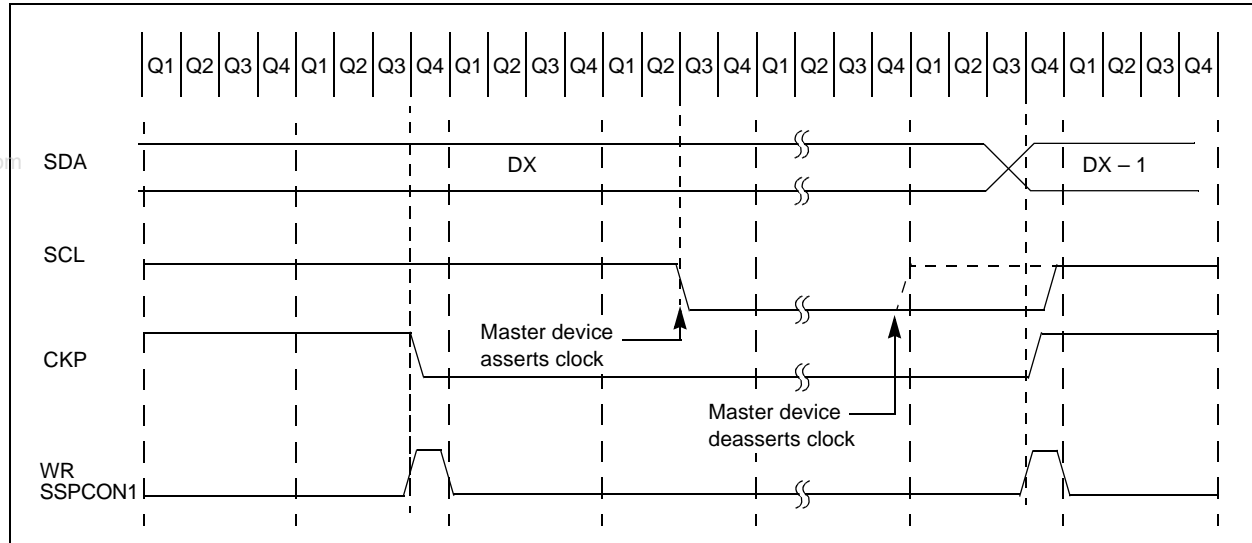 Q1 Q2 Q3 Q4 Q1 Q2 Q3 Q4 Q1 Q2 Q3 Q4 Q1 Q2 Q3 Q4 Q1 Q2 Q3 Q4 Q1 Q2 Q3 Q4 Q1 Q2 Q3 Q4
om
SDA
DX
DX – 1
SCL
Master device
asserts clock
CKP
Master device
deasserts clock
WR
SSPCON1